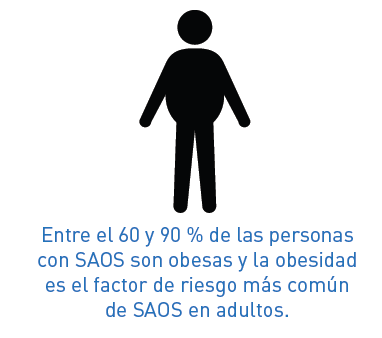 Entre el 60 y 90 % de las personas
con SAOS son obesas y la obesidad
es el factor de riesgo más común
de SAOS en adultos.